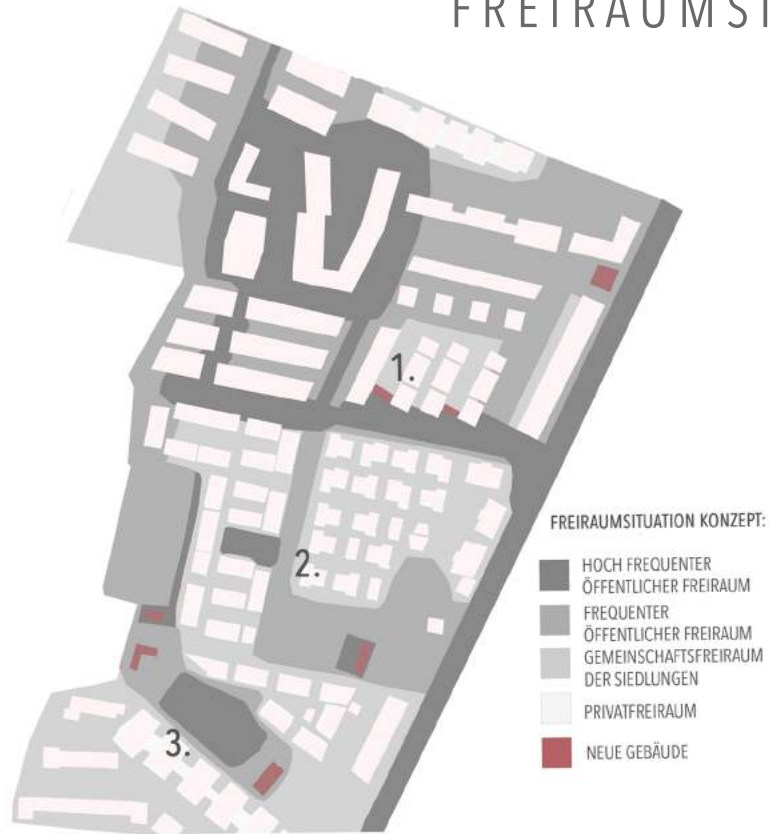 FREIRAUMSI
1.
2.
3.
FREIRAUMSITUATION KONZEPT:
HOCH FREQUENTER
ÖFFENTLICHER FREIRAUM
FREQUENTER
ÖFFENTLICHER FREIRAUM
GEMEINSCHAFTSFREIRAUM
DER SIEDLUNGEN
PRIVATFREIRAUM
NEUE GEBÄUDE